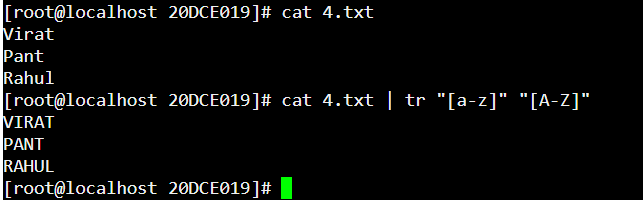 [root@localhost 20DCE019]# cat 4.txt
Virat
Pant
Rahul
[root@localhost 20DCE019]# cat 4.txt | tr "[a-z]" "[A-Z]"
VIRAT
PANT
RAHUL
[root@localhost 20DCE019]#